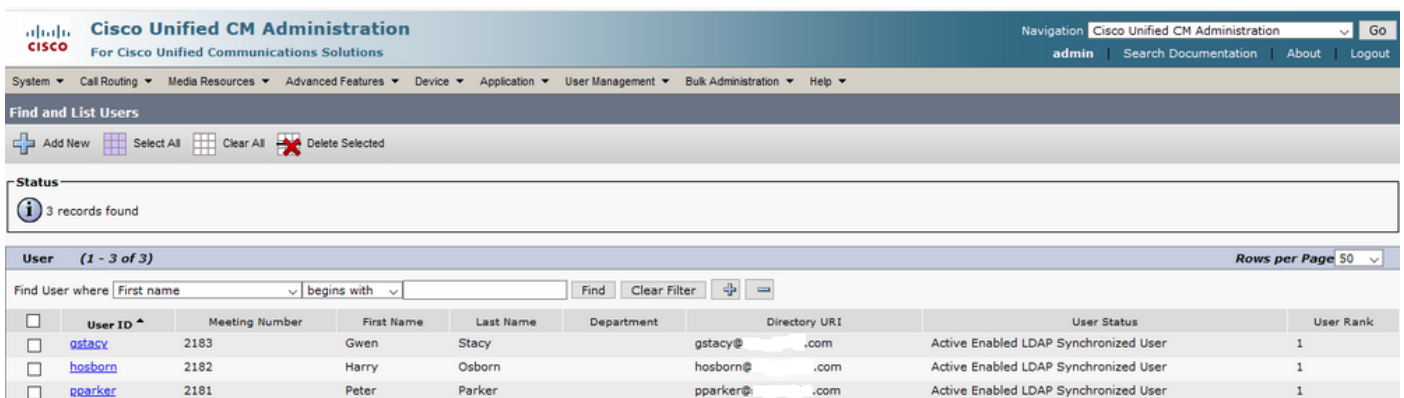 Cisco Unified CM Administration
For Cisco Unified Communications Solutions
CISCO
Navigation Cisco Unified CM Administration Go
admin | Search Documentation | About | Logout
System Call Routing Media Resources Advanced Features Device Application User Management Bulk Administration Help
Find and List Users
Add New Select All Clear All Delete Selected
Status
i 3 records found
User (1 - 3 of 3) Rows per Page 50
Find User where First name begins with Find Clear Filter
User ID Meeting Number First Name Last Name Department Directory URI User Status User Rank
gstacy 2183 Gwen Stacy gstacy@ .com Active Enabled LDAP Synchronized User 1
hosborn 2182 Harry Osborn hosborn@ .com Active Enabled LDAP Synchronized User 1
pparker 2181 Peter Parker pparker@ .com Active Enabled LDAP Synchronized User 1